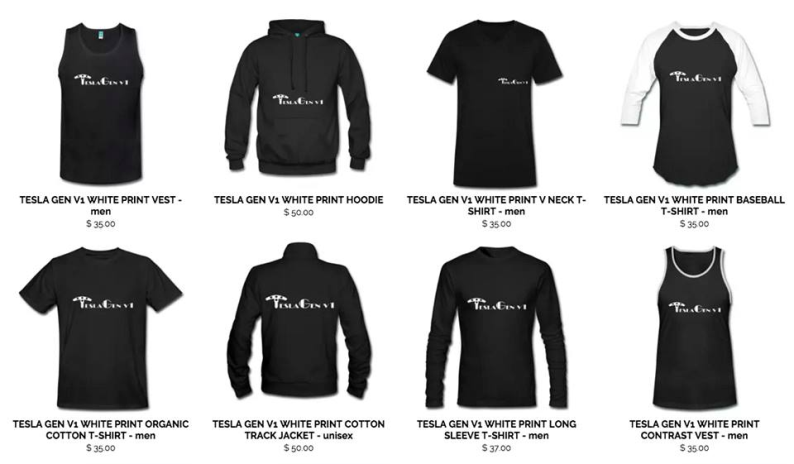 TeslaGen v1
TeslaGen v1
TeslaGen v1
TeslaGen v1
TESLA GEN V1 WHITE PRINT VEST -
men
$ 35.00
TESLA GEN V1 WHITE PRINT HOODIE
$ 50.00
TESLA GEN V1 WHITE PRINT V NECK T-
SHIRT - men
$ 35.00
TESLA GEN V1 WHITE PRINT BASEBALL
T-SHIRT - men
$ 35.00
TeslaGen v1
TeslaGen v1
TeslaGen v1
TeslaGen v1
TESLA GEN V1 WHITE PRINT ORGANIC
COTTON T-SHIRT - men
$ 35.00
TESLA GEN V1 WHITE PRINT COTTON
TRACK JACKET - unisex
$ 50.00
TESLA GEN V1 WHITE PRINT LONG
SLEEVE T-SHIRT - men
$ 37.00
TESLA GEN V1 WHITE PRINT
CONTRAST VEST - men
$ 35.00